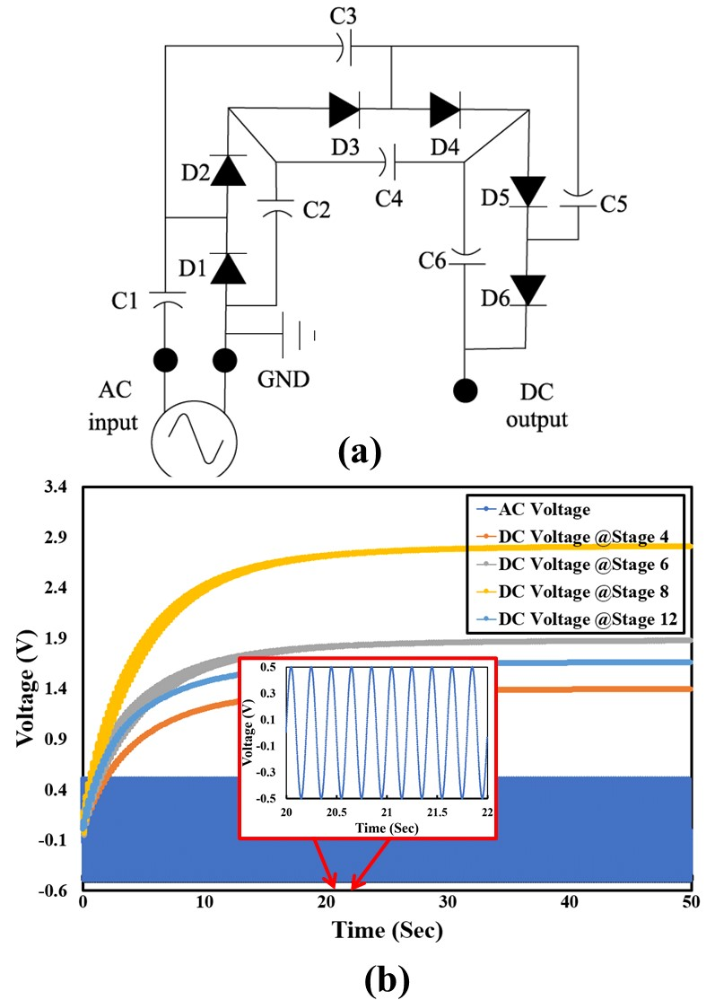 C3
D3
D4
D2
C4
C2
D5
C5
D1
C6
C1
D6
GND
AC
input
DC
output
(a)
3.4
2.9
2.4
1.9
1.4
0.9
0.4
-0.1
-0.6
Voltage (V)
AC Voltage
DC Voltage @Stage 4
DC Voltage @Stage 6
DC Voltage @Stage 8
DC Voltage @Stage 12
0.5
0.3
0.1
-0.1
-0.3
-0.5
Voltage (V)
20
20.5
21
21.5
22
Time (Sec)
0
10
20
30
40
50
Time (Sec)
(b)